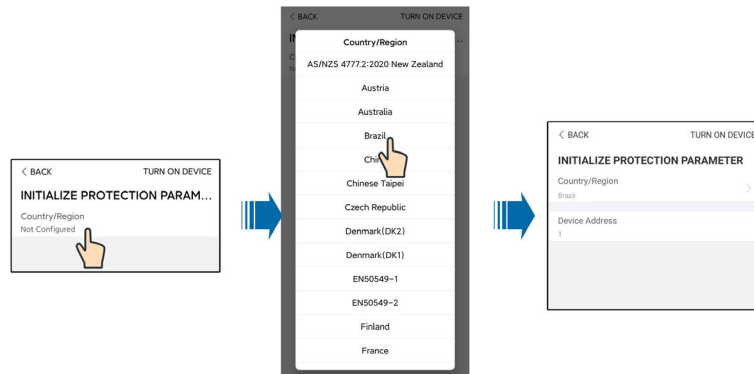 < BACK TURN ON DEVICE
INITIALIZE PROTECTION PARAM...
Country/Region
Not Configured
< BACK TURN ON DEVICE
Country/Region
AS/NZS 4777.2:2020 New Zealand
Austria
Australia
Brazil
Chinese Taipei
Czech Republic
Denmark(DK2)
Denmark(DK1)
EN50549-1
EN50549-2
Finland
France
< BACK TURN ON DEVICE
INITIALIZE PROTECTION PARAMETER
Country/Region
Brazil
Device Address
1